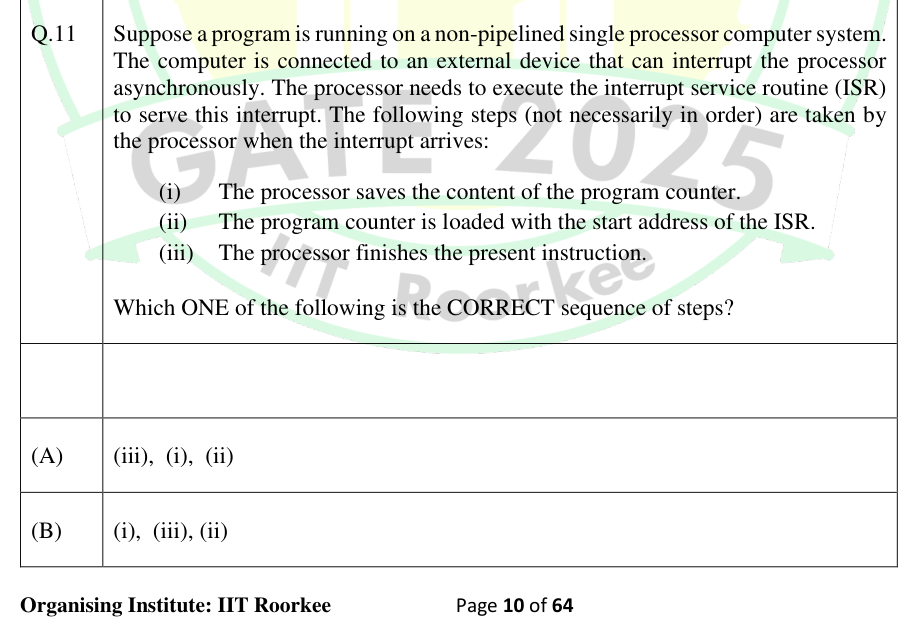 Q.11 Suppose a program is running on a non-pipelined single processor computer system.
The computer is connected to an external device that can interrupt the processor
asynchronously. The processor needs to execute the interrupt service routine (ISR)
to serve this interrupt. The following steps (not necessarily in order) are taken by
the processor when the interrupt arrives:
(i) The processor saves the content of the program counter.
(ii) The program counter is loaded with the start address of the ISR.
(iii) The processor finishes the present instruction.
Which ONE of the following is the CORRECT sequence of steps?
(A) (iii), (i), (ii)
(B) (i), (iii), (ii)
Organising Institute: IIT Roorkee Page 10 of 64
GATE 2025
IIT Roorkee